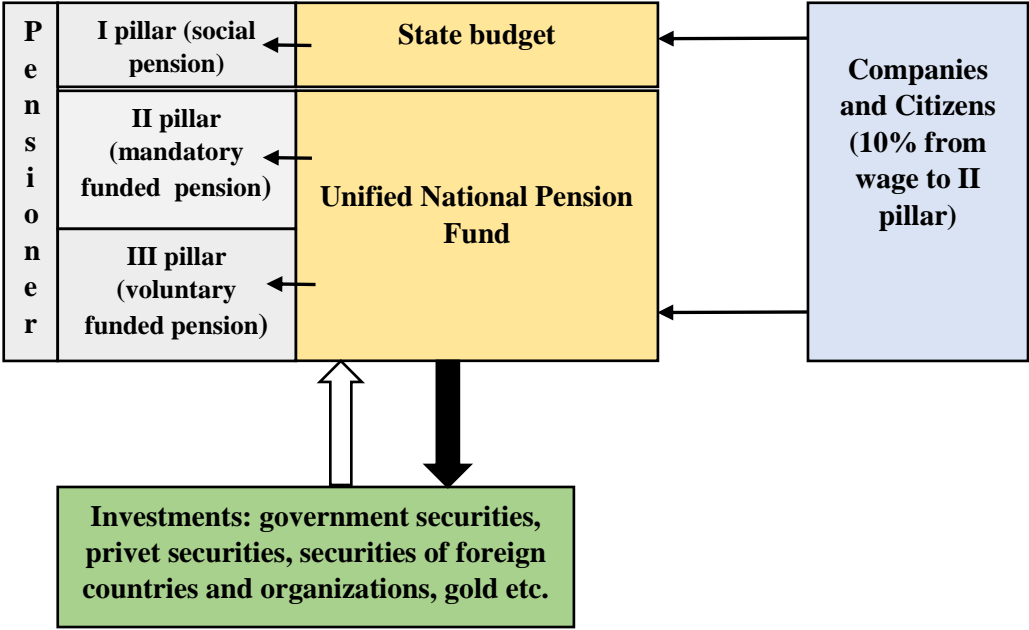 P
e
n
s
i
o
n
e
r
I pillar (social
pension)
II pillar
(mandatory
funded pension)
III pillar
(voluntary
funded pension)
State budget
Unified National Pension
Fund
Companies
and Citizens
(10% from
wage to II
pillar)
Investments: government securities,
privet securities, securities of foreign
countries and organizations, gold etc.